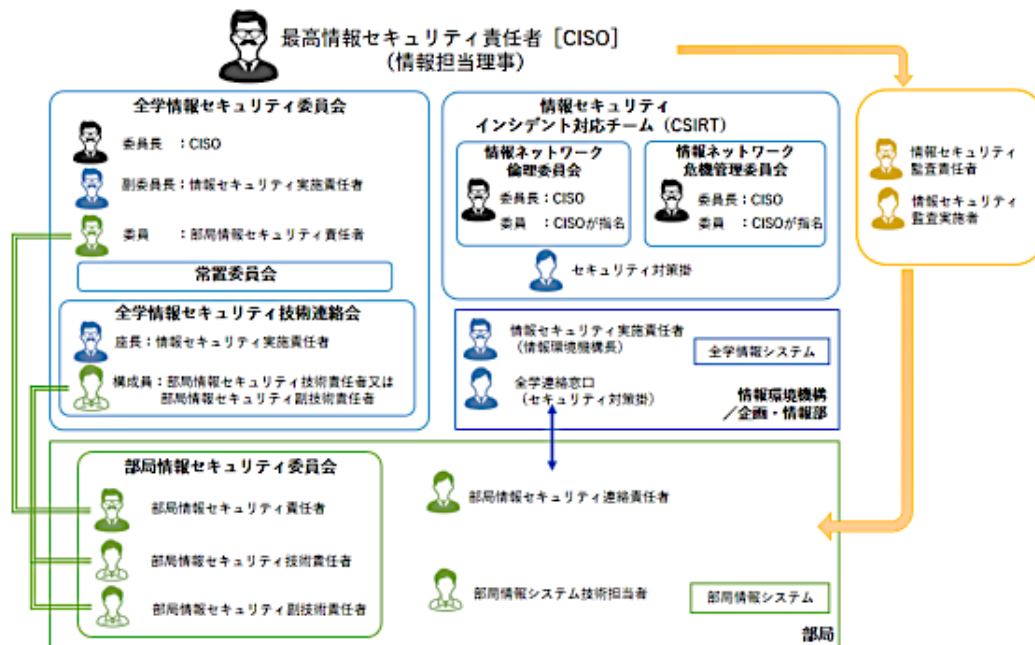 最高情報セキュリティ責任者［CISO］
（情報担当理事）
全学情報セキュリティ委員会
委員長　：CISO
副委員長：情報セキュリティ実施責任者
委員　：部局情報セキュリティ責任者
常置委員会
全学情報セキュリティ技術連絡会
座長：情報セキュリティ実施責任者
構成員：部局情報セキュリティ技術責任者又は
部局情報セキュリティ副技術責任者
情報セキュリティ
インシデント対応チーム（CSIRT）
情報ネットワーク
倫理委員会
委員長：CISO
委員　：CISOが指名
情報ネットワーク
危機管理委員会
委員長：CISO
委員　：CISOが指名
セキュリティ対策掛
情報セキュリティ
監査責任者
情報セキュリティ
監査実施者
情報セキュリティ実施責任者
（情報環境機構長）
全学情報システム
全学連絡窓口
（セキュリティ対策掛）
情報環境機構
／企画・情報部
部局情報セキュリティ委員会
部局情報セキュリティ責任者
部局情報セキュリティ技術責任者
部局情報セキュリティ副技術責任者
部局情報セキュリティ連絡責任者
部局情報システム技術担当者
部局情報システム
部局